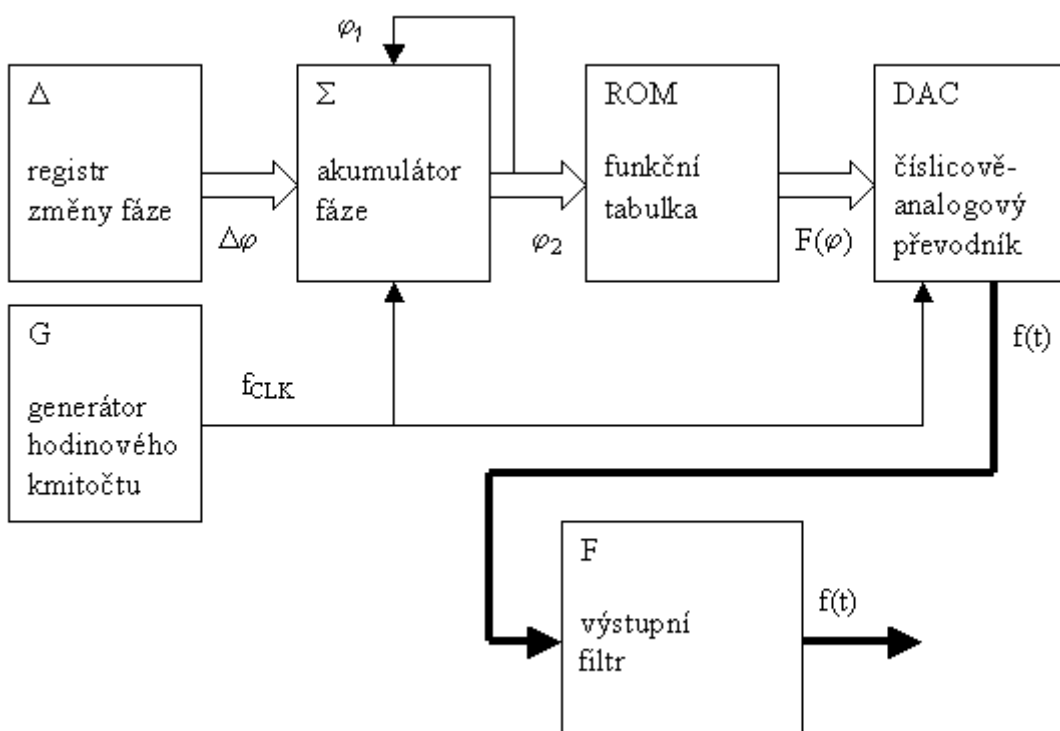 φ1
Δ
registr
změny fáze
Δφ
Σ
akumulátor
fáze
φ2
ROM
funkční
tabulka
F(φ)
DAC
číslicově-
analogový
převodník
f(t)
G
generátor
hodinového
kmitočtu
fCLK
F
výstupní
filtr
f(t)